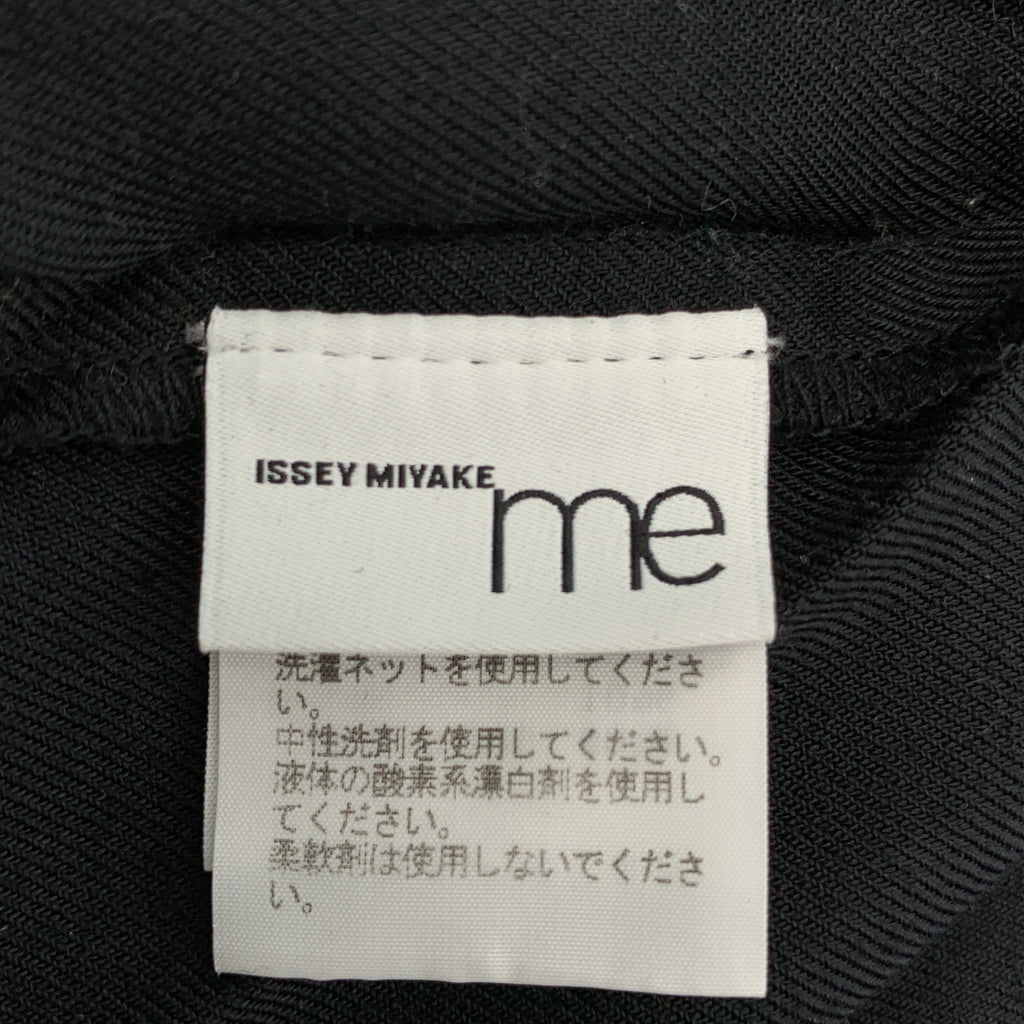 ISSEY MIYAKE
me
洗濯ネットを使用してくださ
い。
中性洗剤を使用してください。
液体の酸素系漂白剤を使用し
てください。
柔軟剤は使用しないでくださ
い。